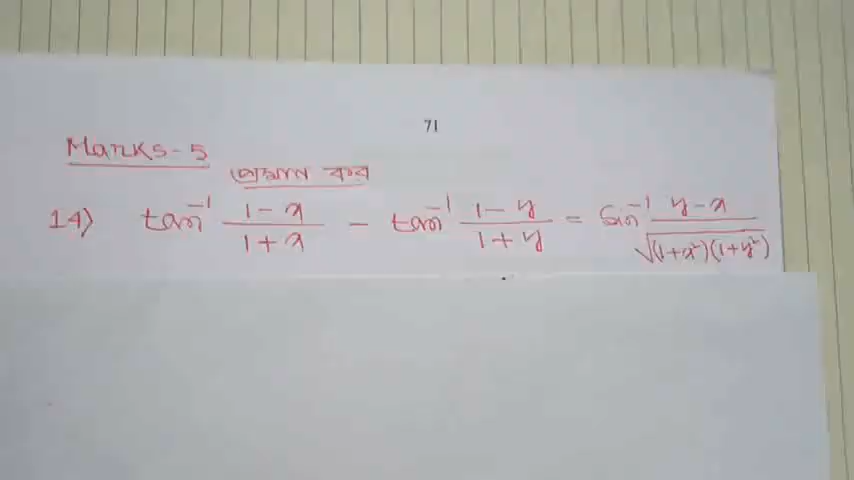 71
Marks-5
প্রমাণ কর
14) tan⁻¹ (1-x)/(1+x) - tan⁻¹ (1-y)/(1+y) = Sin⁻¹ (y-x)/√((1+x²)(1+y²))